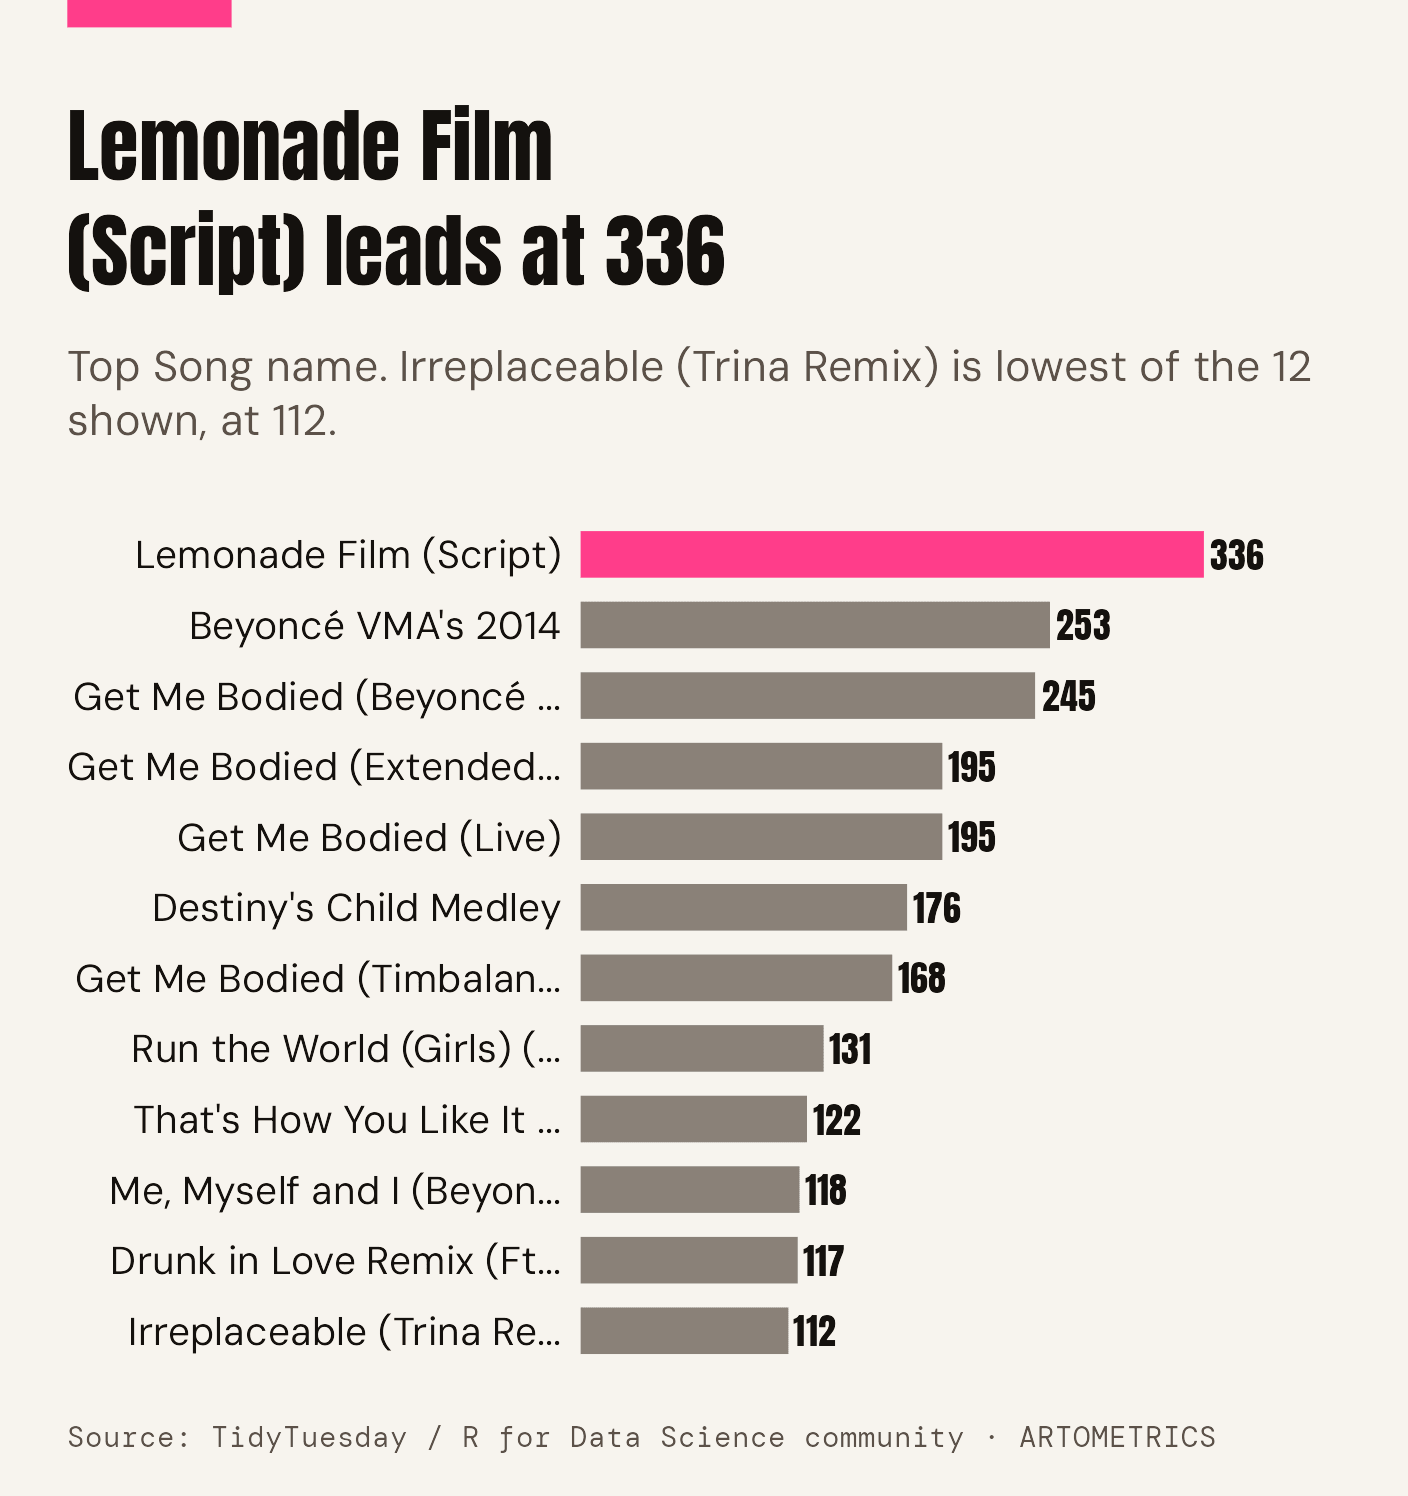 Lemonade Film
(Script) leads at 336
Top Song name. Irreplaceable (Trina Remix) is lowest of the 12
shown, at 112.
Lemonade Film (Script) 336
Beyoncé VMA's 2014 253
Get Me Bodied (Beyoncé ... 245
Get Me Bodied (Extended... 195
Get Me Bodied (Live) 195
Destiny's Child Medley 176
Get Me Bodied (Timbalan... 168
Run the World (Girls) (... 131
That's How You Like It ... 122
Me, Myself and I (Beyon... 118
Drunk in Love Remix (Ft... 117
Irreplaceable (Trina Re... 112
Source: TidyTuesday / R for Data Science community · ARTOMETRICS